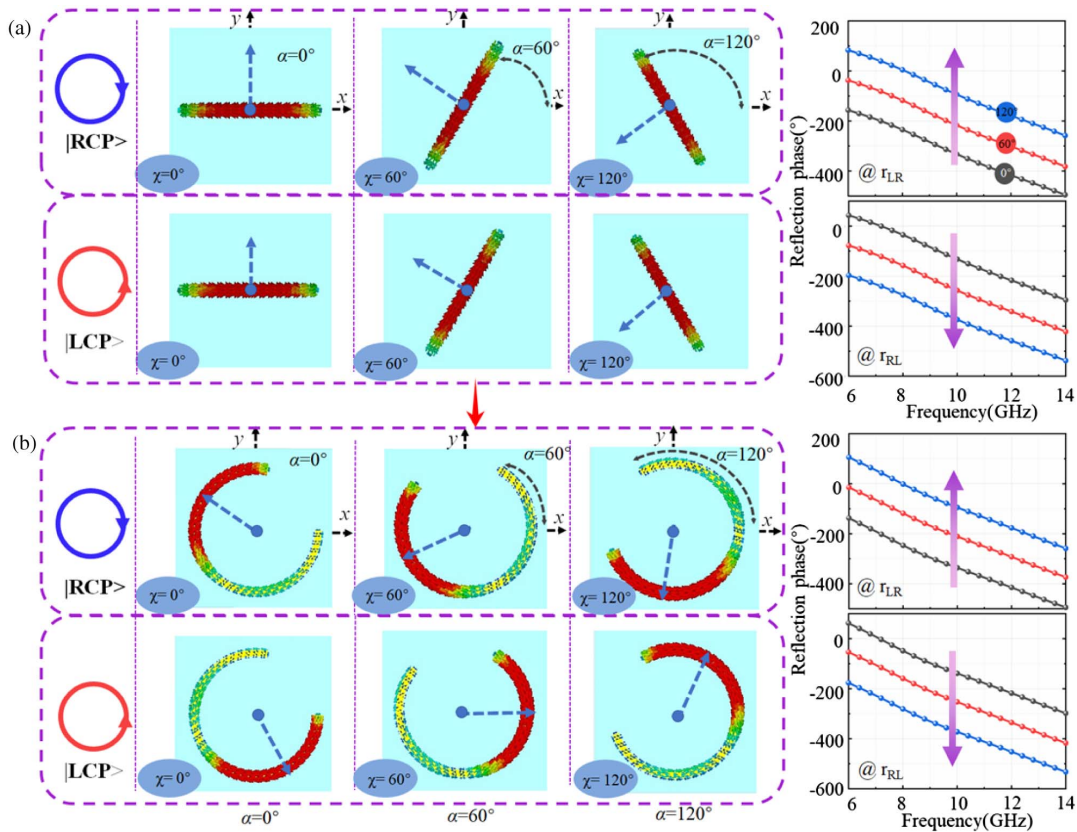 (a)
y
y
y
α=0°
α=60°
α=120°
x
x
x
|RCP>
χ=0°
χ= 60°
χ= 120°
|LCP>
χ= 0°
χ= 60°
χ= 120°
200
0
-200
-400
120°
60°
0°
@ rLR
0
-200
-400
-600
@ rRL
Reflection phase(°)
6 8 10 12 14
Frequency(GHz)
(b)
y
y
y
α=0°
α=60°
α=120°
x
x
x
|RCP>
χ= 0°
χ= 60°
χ= 120°
|LCP>
χ= 0°
χ= 60°
χ= 120°
α=0°
α=60°
α=120°
200
0
-200
-400
@ rLR
0
-200
-400
-600
@ rRL
Reflection phase(°)
6 8 10 12 14
Frequency(GHz)